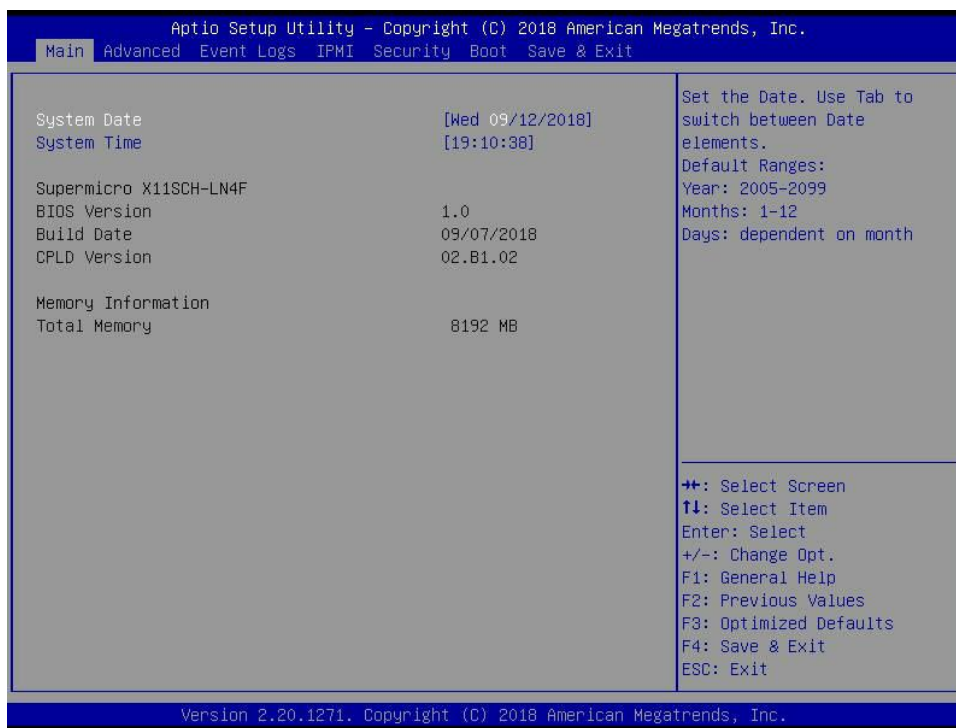 Aptio Setup Utility – Copyright (C) 2018 American Megatrends, Inc.
Main Advanced Event Logs IPMI Security Boot Save & Exit
System Date [Wed 09/12/2018]
System Time [19:10:38]
Supermicro X11SCH-LN4F
BIOS Version 1.0
Build Date 09/07/2018
CPLD Version 02.B1.02
Memory Information
Total Memory 8192 MB
Set the Date. Use Tab to
switch between Date
elements.
Default Ranges:
Year: 2005-2099
Months: 1-12
Days: dependent on month
→←: Select Screen
↑↓: Select Item
Enter: Select
+/-: Change Opt.
F1: General Help
F2: Previous Values
F3: Optimized Defaults
F4: Save & Exit
ESC: Exit
Version 2.20.1271. Copyright (C) 2018 American Megatrends, Inc.